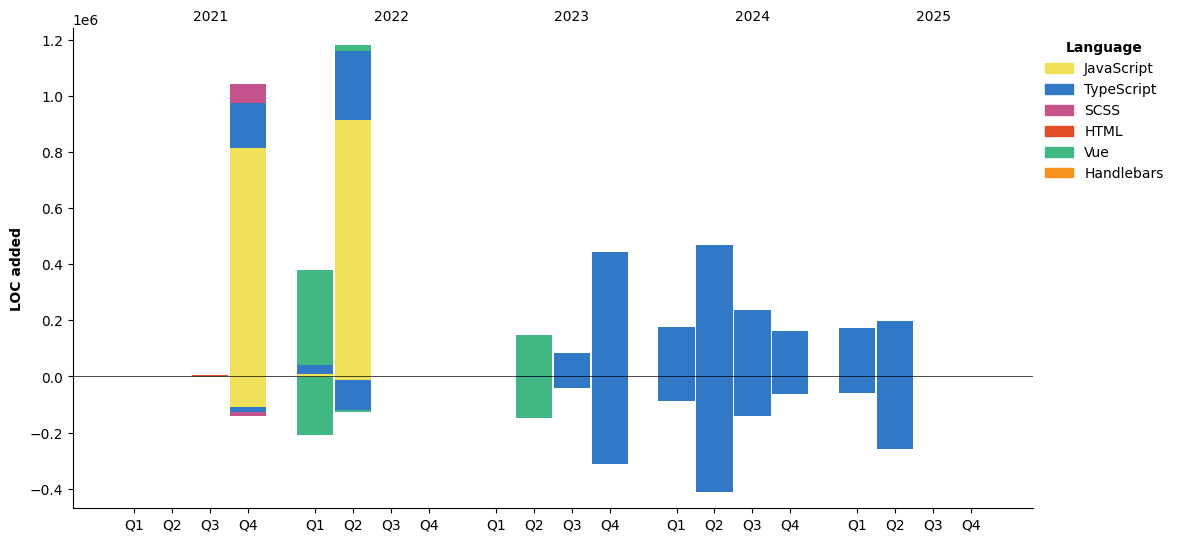 2021 2022 2023 2024 2025
1e6
Language
JavaScript
TypeScript
SCSS
HTML
Vue
Handlebars
LOC added
1.2
1.0
0.8
0.6
0.4
0.2
0.0
−0.2
−0.4
Q1 Q2 Q3 Q4 Q1 Q2 Q3 Q4 Q1 Q2 Q3 Q4 Q1 Q2 Q3 Q4 Q1 Q2 Q3 Q4